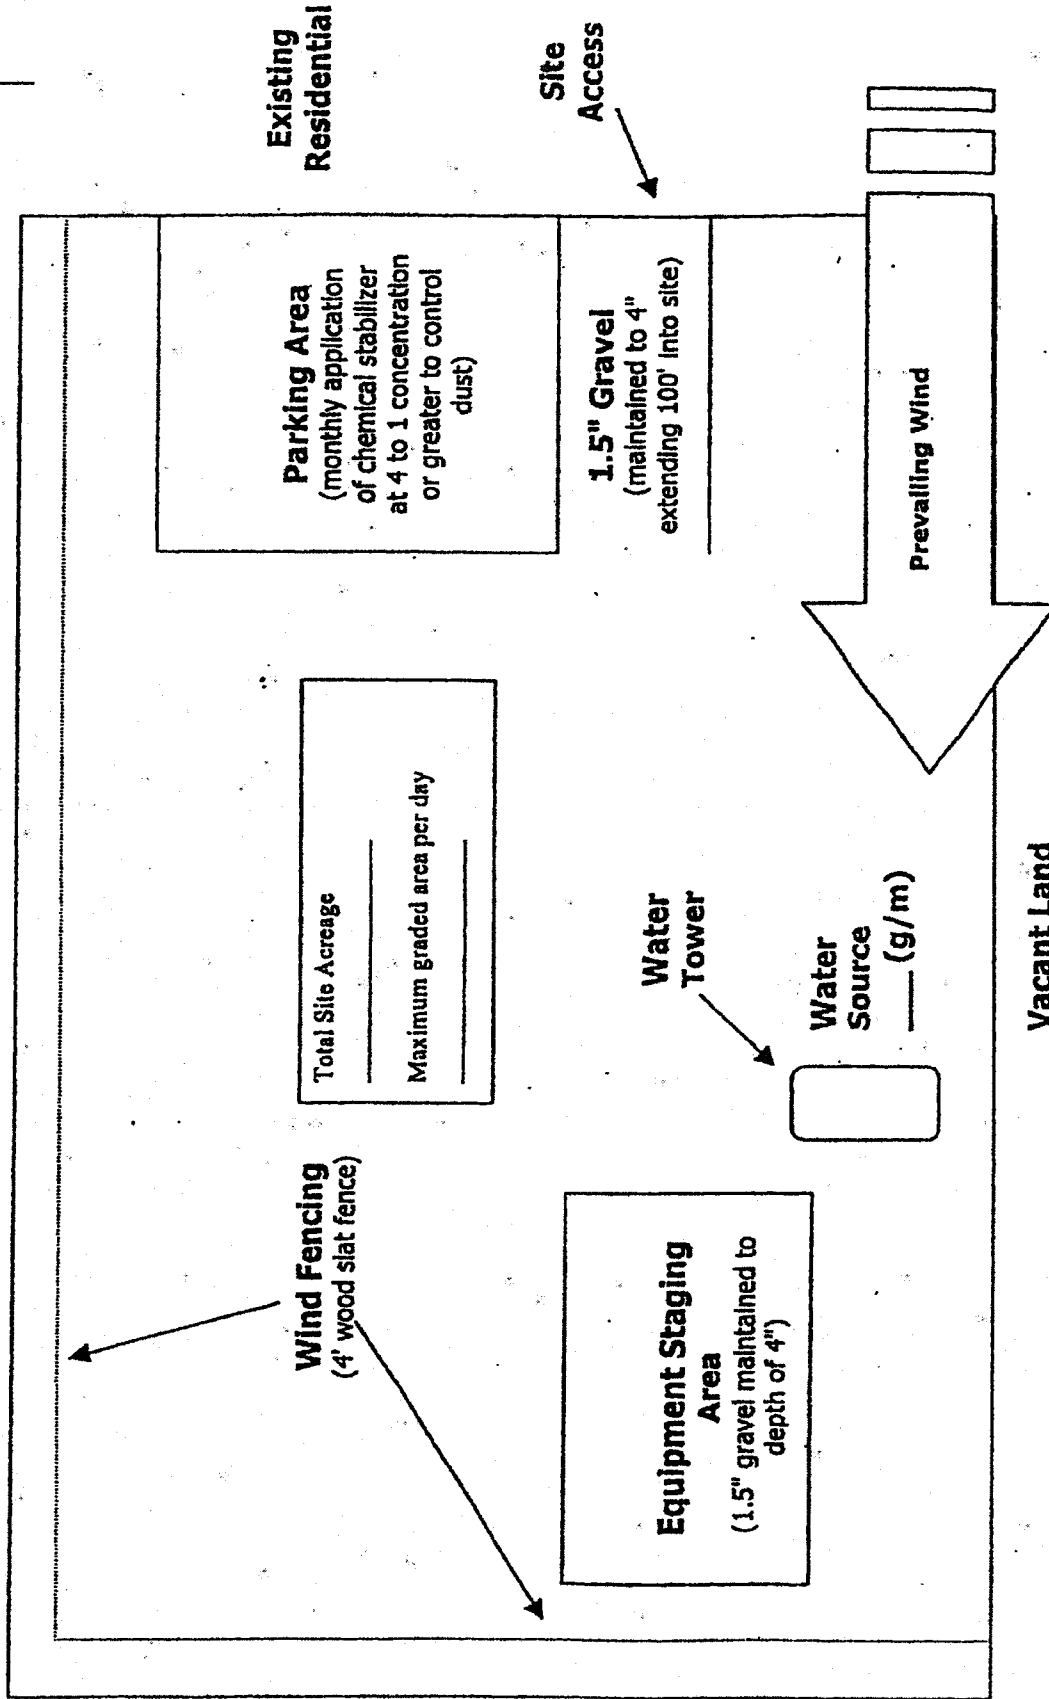 Existing
Residential
Site
Access
Parking Area
(monthly application
of chemical stabilizer
at 4 to 1 concentration
or greater to control
dust)
1.5" Gravel
(maintained to 4"
extending 100' into site)
Prevailing Wind
Total Site Acreage
Maximum graded area per day
Water
Tower
Water
Source
___ (g/m)
Vacant Land
Wind Fencing
(4' wood slat fence)
Equipment Staging
Area
(1.5" gravel maintained to
depth of 4")